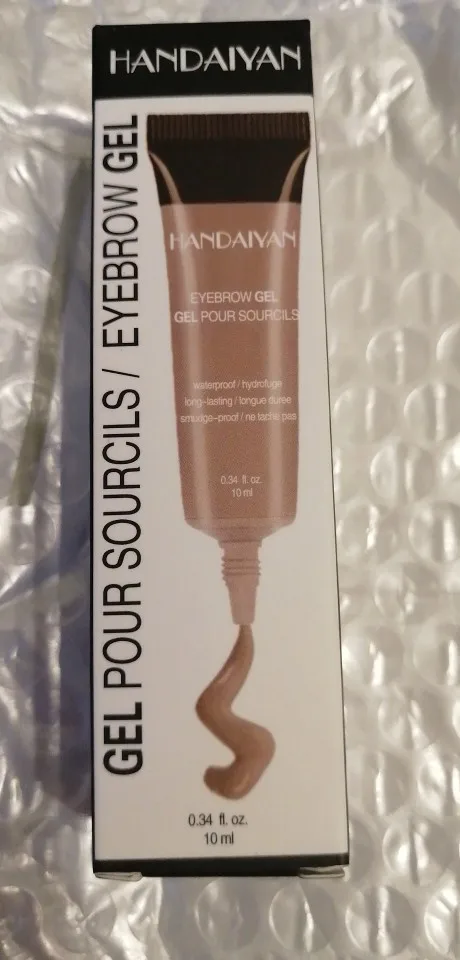 HANDAIYAN
GEL POUR SOURCILS / EYEBROW GEL
HANDAIYAN
EYEBROW GEL
GEL POUR SOURCILS
waterproof / hydrofuge
long-lasting / longue duree
smudge-proof / ne tache pas
0.34 fl. oz.
10 ml
0.34 fl. oz.
10 ml